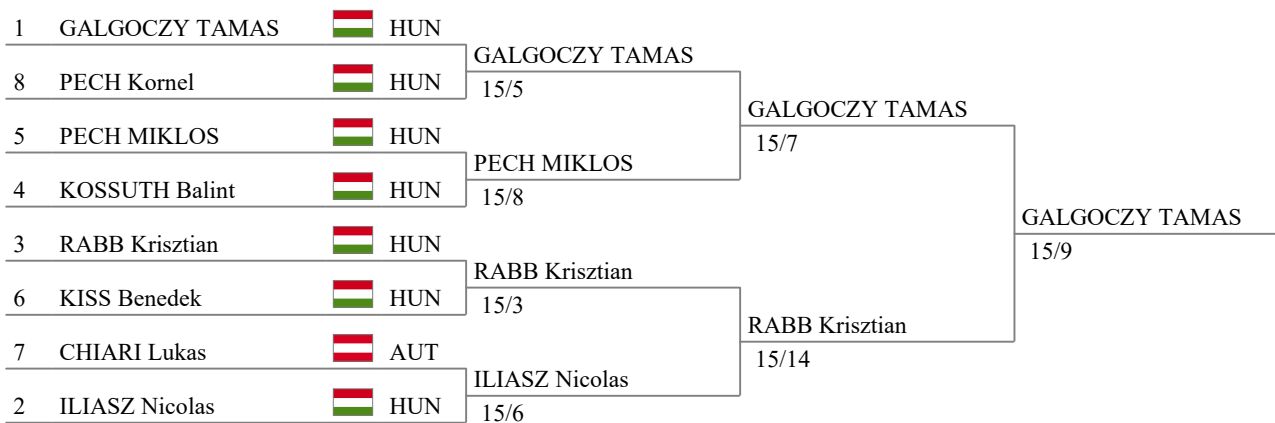 1 GALGOCZY TAMAS HUN
GALGOCZY TAMAS
8 PECH Kornel HUN
15/5
GALGOCZY TAMAS
5 PECH MIKLOS HUN
15/7
PECH MIKLOS
4 KOSSUTH Balint HUN
15/8
GALGOCZY TAMAS
3 RABB Krisztian HUN
15/9
RABB Krisztian
6 KISS Benedek HUN
15/3
RABB Krisztian
7 CHIARI Lukas AUT
15/14
ILIASZ Nicolas
2 ILIASZ Nicolas HUN
15/6